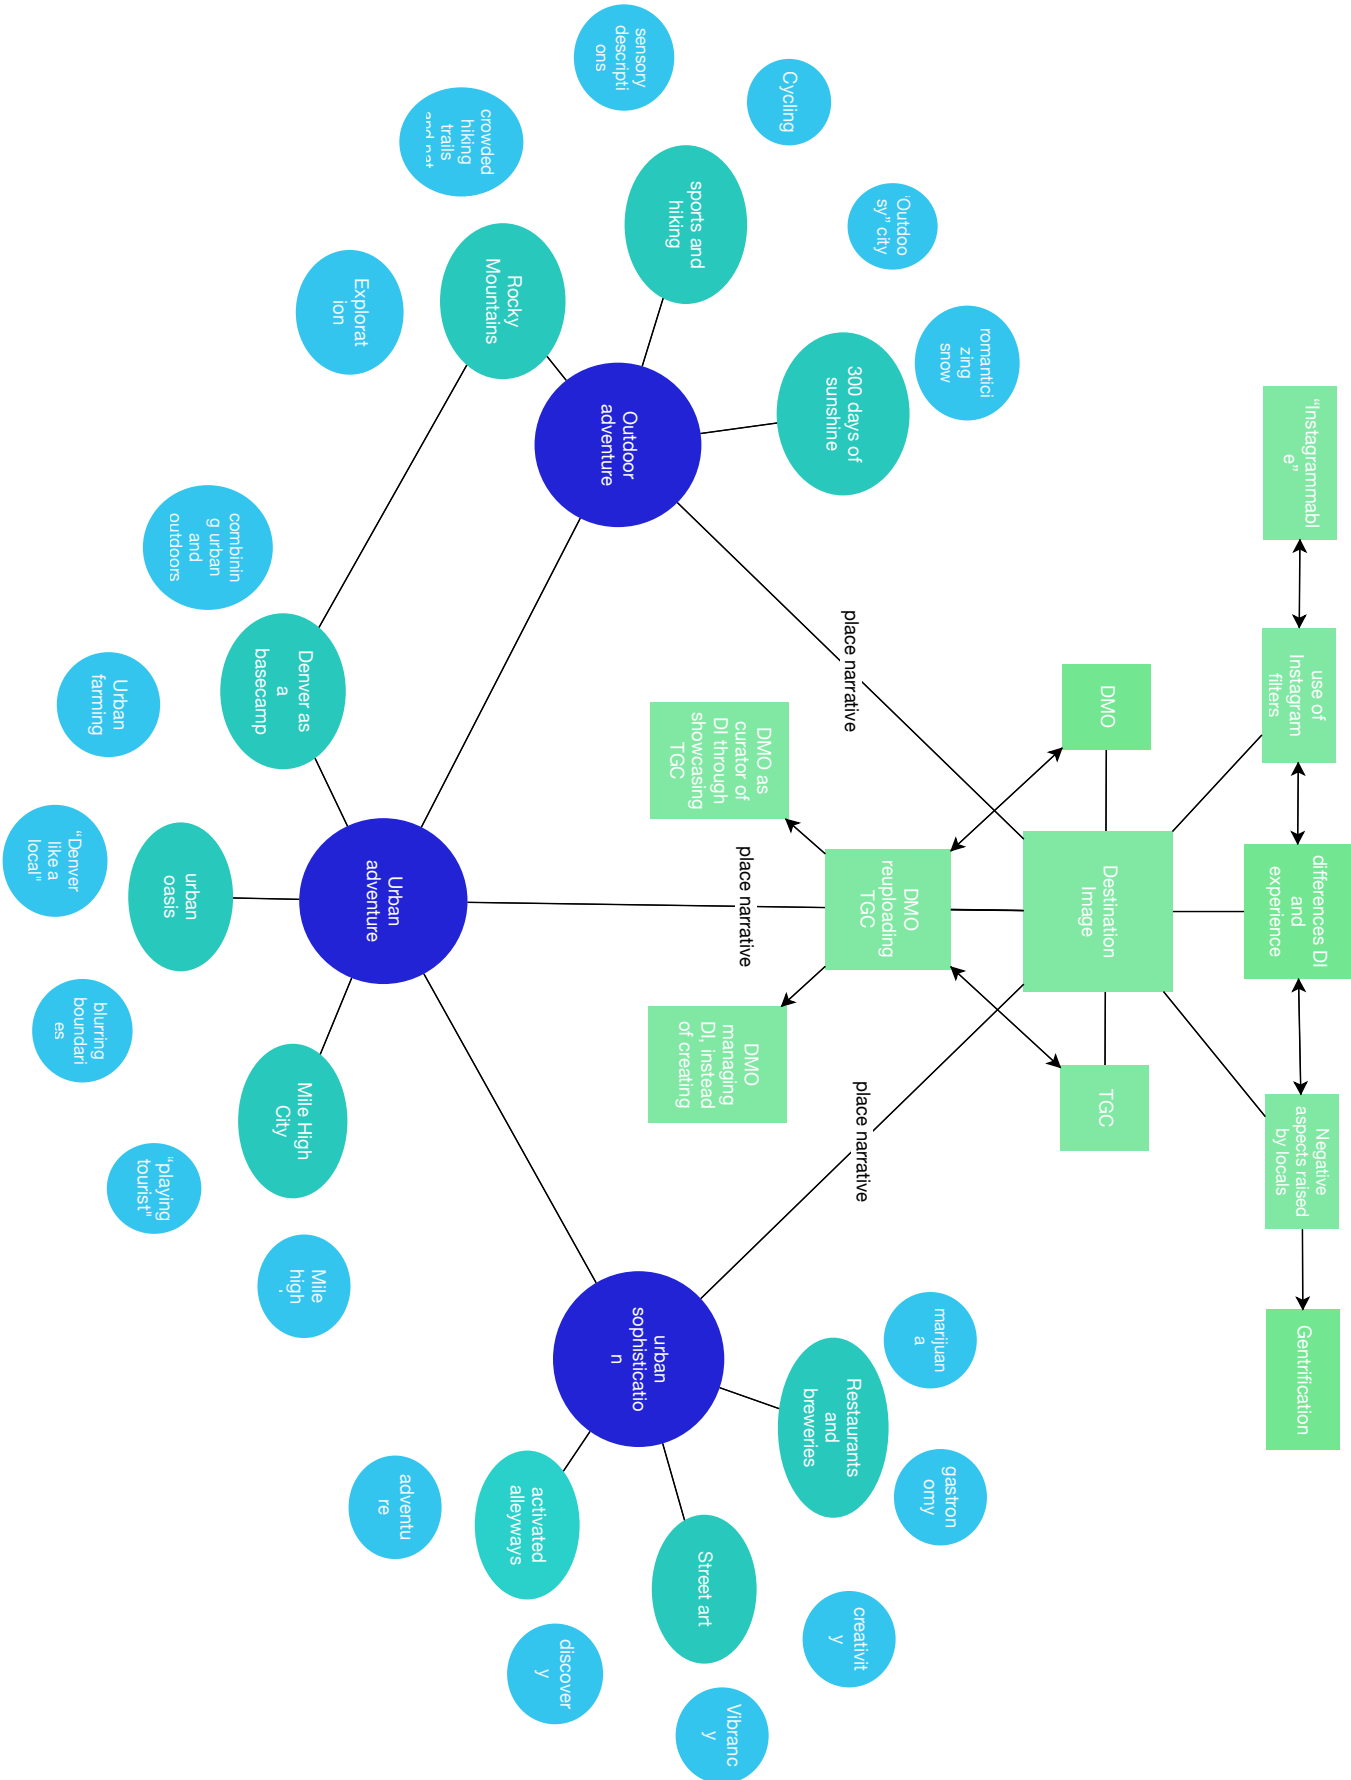 "Instagrammabl
e"
use of
Instagram
filters
differences DI
and
experience
Negative
aspects raised
by locals
Gentrification
DMO
Destination
Image
TGC
DMO
reuploading
TGC
DMO as
curator of
DI through
showcasing
TGC
DMO
managing
DI, instead
of creating
place narrative
place narrative
place narrative
romantici
zing
snow
'Outdoo
sy" city
Cycling
sensory
descripti
ons
crowded
hiking
trails
Explorat
ion
300 days of
sunshine
sports and
hiking
Rocky
Mountains
Outdoor
adventure
combinin
g urban
and
outdoors
Denver as
a
basecamp
Urban
farming
"Denver
like a
local"
urban
oasis
Urban
adventure
blurring
boundari
es
Mile High
City
"playing
tourist"
Mile
high
urban
sophisticatio
n
marijuan
a
Restaurants
and
breweries
gastron
omy
Street art
creativit
y
Vibranc
y
activated
alleyways
discover
y
adventu
re